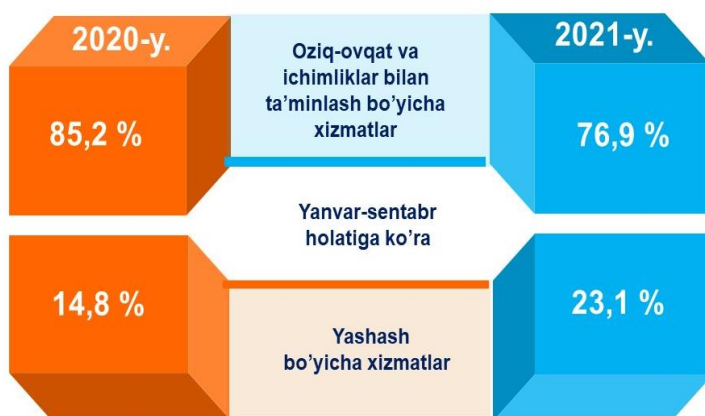 2020-y.
Oziq-ovqat va
ichimliklar bilan
ta'minlash bo'yicha
xizmatlar
2021-y.
85,2 %
76,9 %
Yanvar-sentabr
holatiga ko'ra
14,8 %
23,1 %
Yashash
bo'yicha xizmatlar